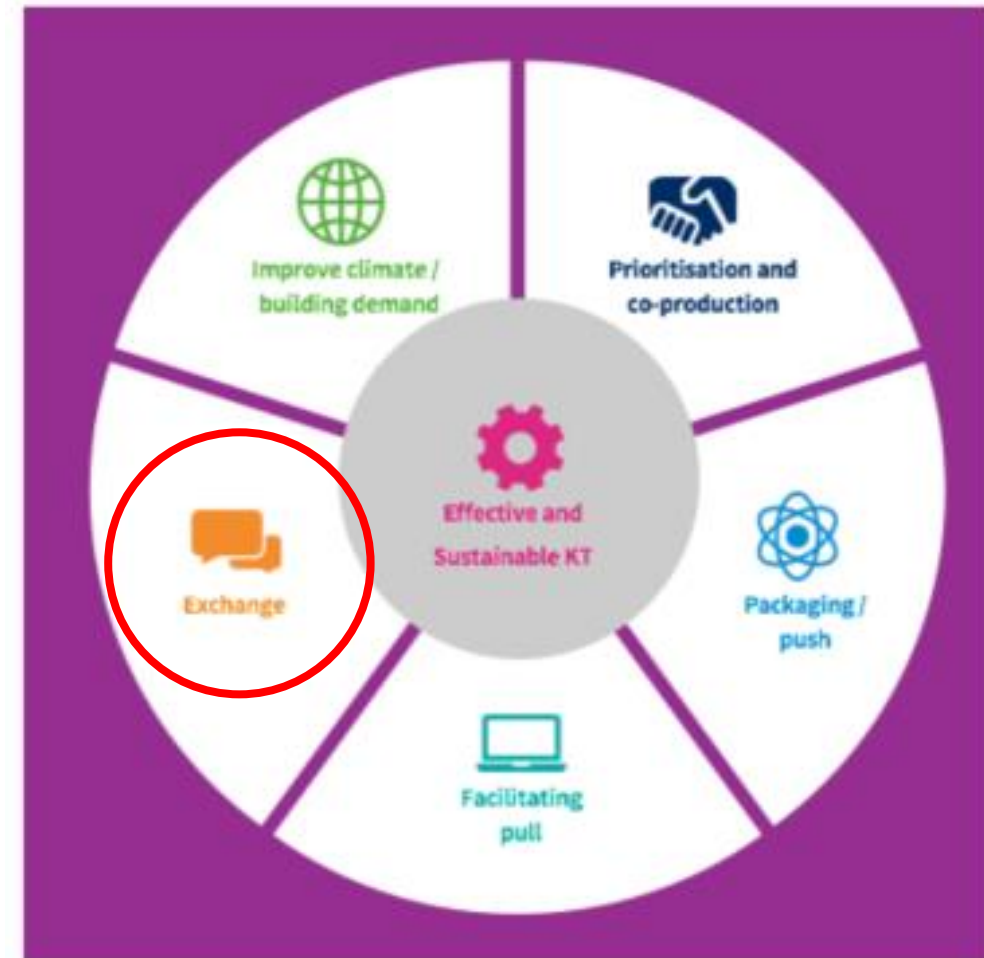 Improve climate /
building demand
Prioritisation and
co-production
Effective and
Sustainable KT
Exchange
Packaging /
push
Facilitating
pull